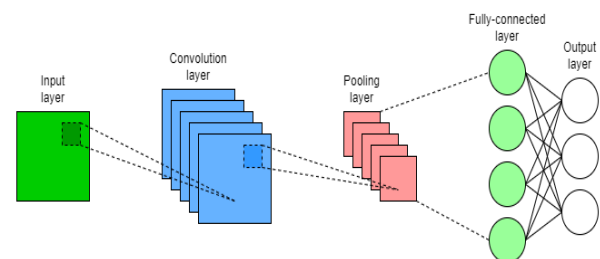 Input
layer
Convolution
layer
Pooling
layer
Fully-connected
layer
Output
layer